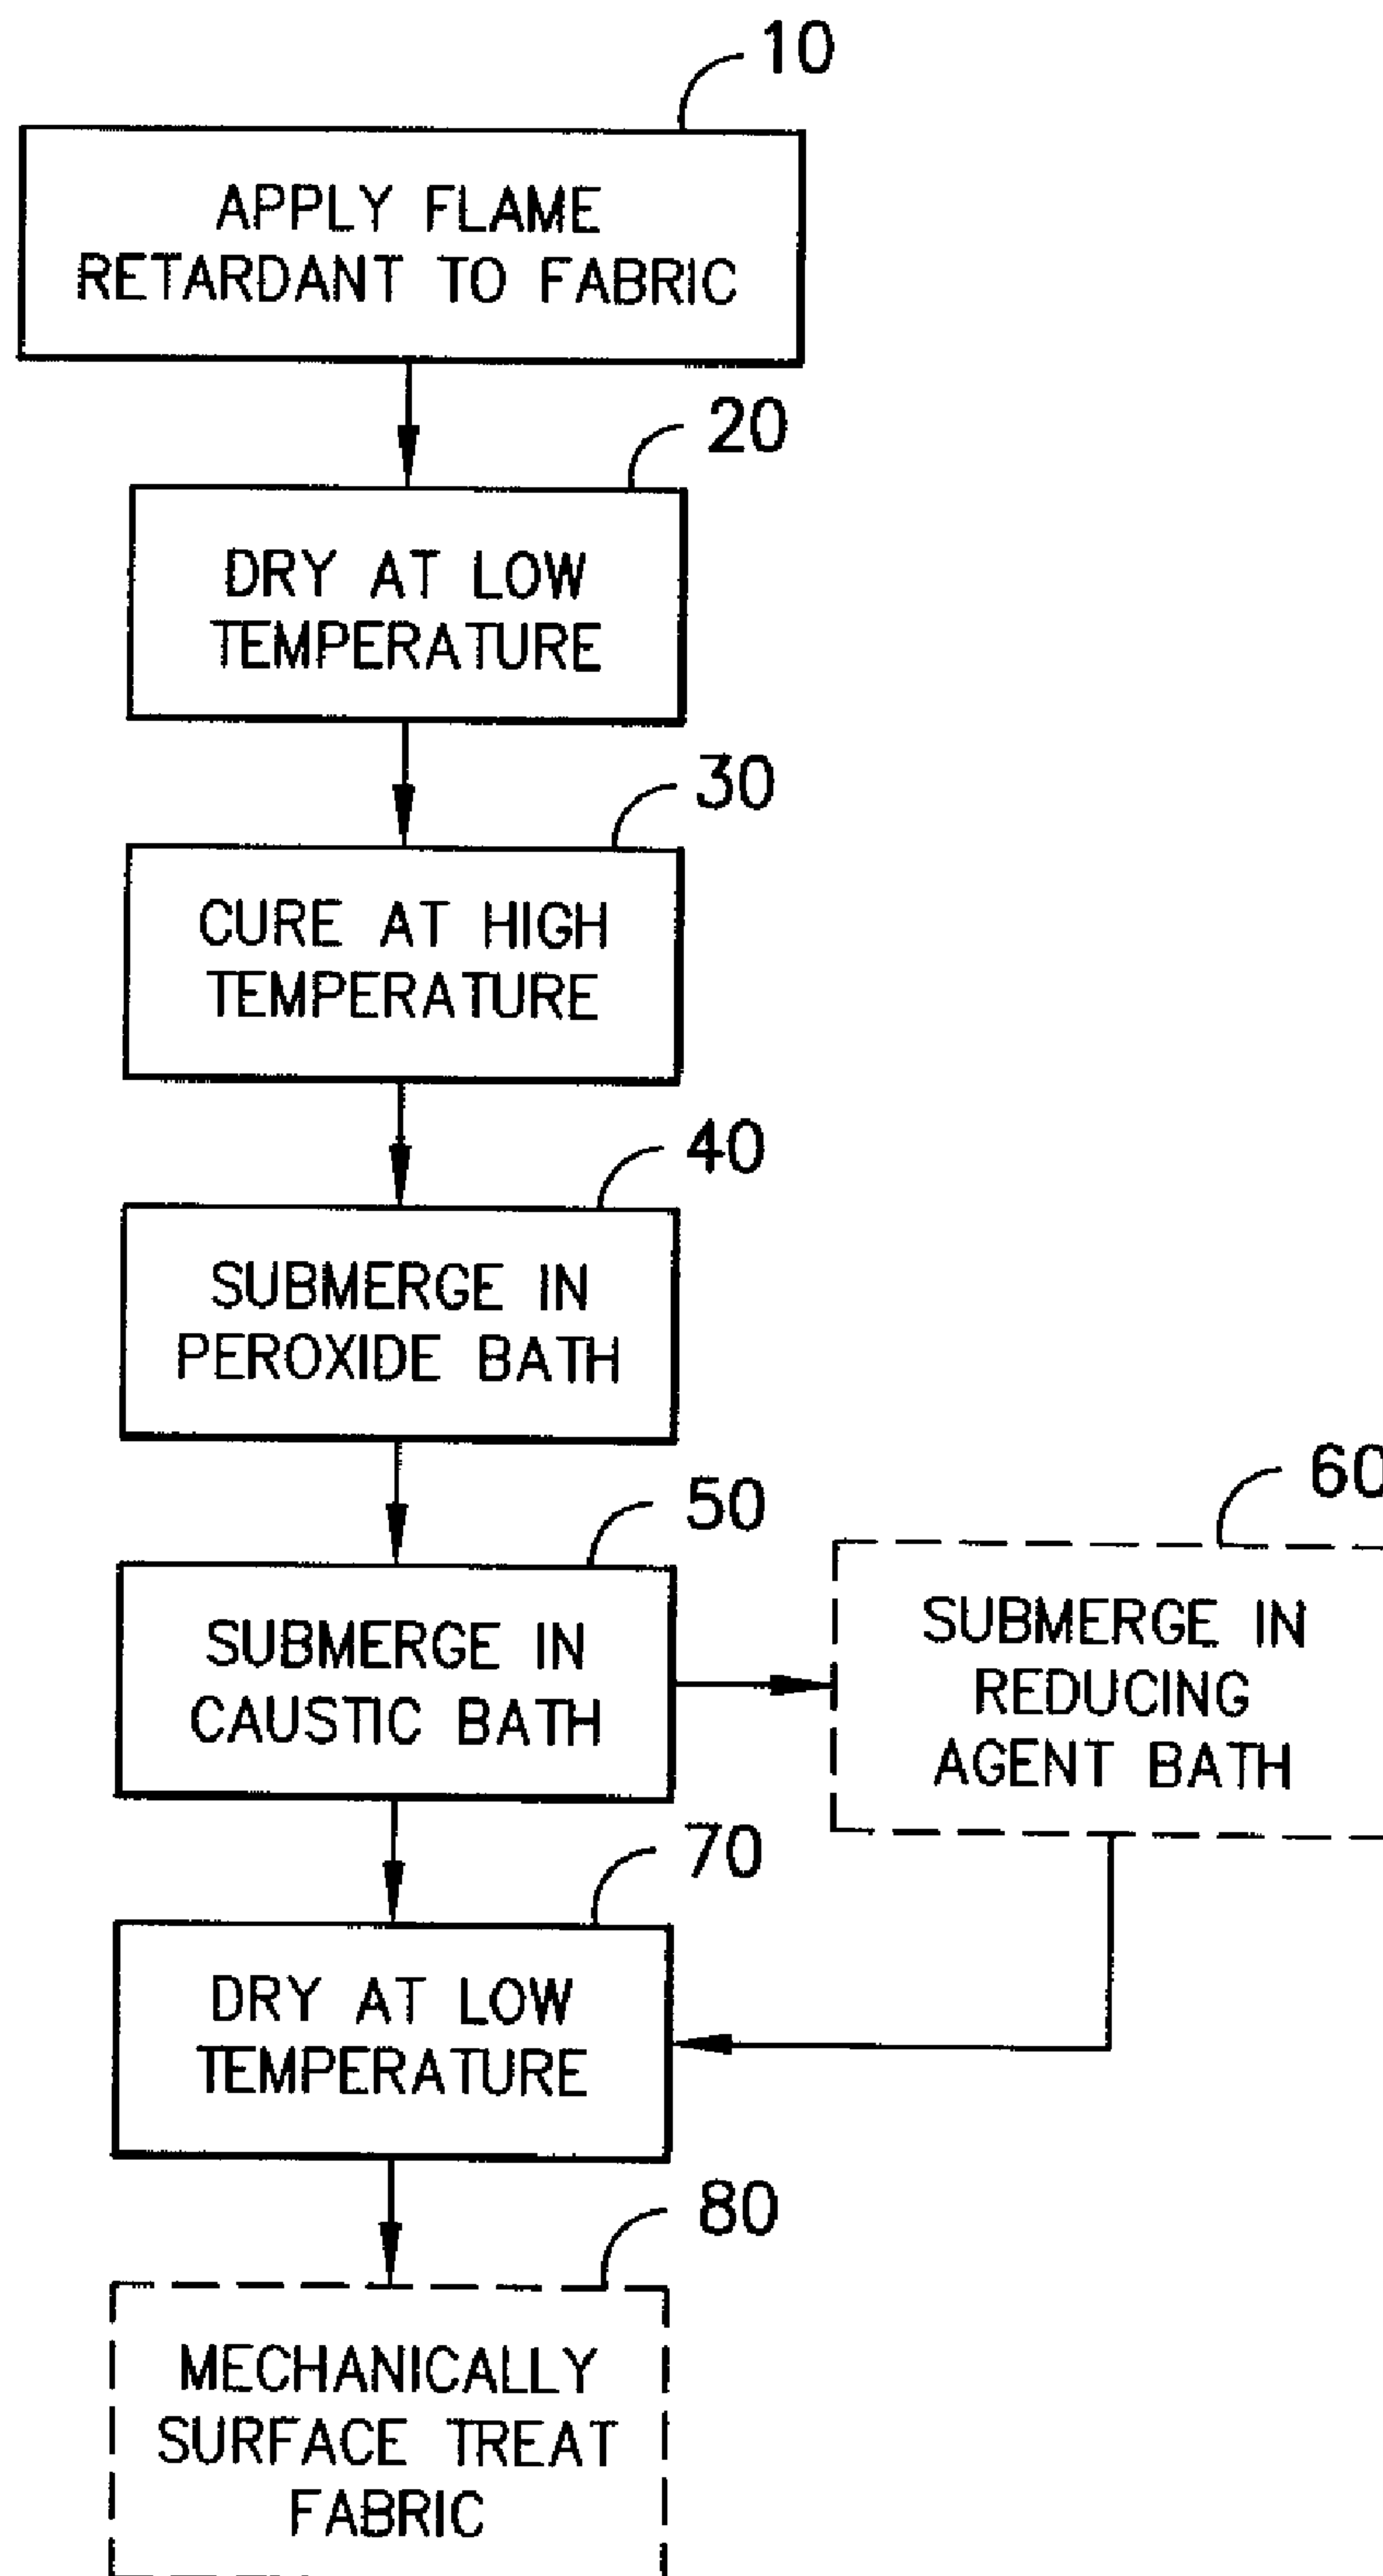 10
APPLY FLAME
RETARDANT TO FABRIC
20
DRY AT LOW
TEMPERATURE
30
CURE AT HIGH
TEMPERATURE
40
SUBMERGE IN
PEROXIDE BATH
50
SUBMERGE IN
CAUSTIC BATH
60
SUBMERGE IN
REDUCING
AGENT BATH
70
DRY AT LOW
TEMPERATURE
80
MECHANICALLY
SURFACE TREAT
FABRIC